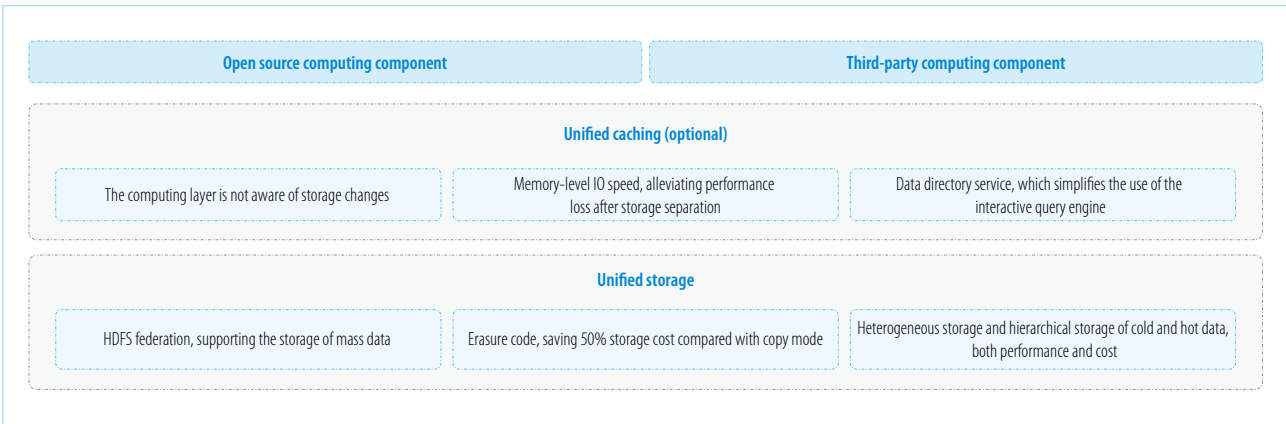 Open source computing component
Third-party computing component
Unified caching (optional)
The computing layer is not aware of storage changes
Memory-level IO speed, alleviating performance
loss after storage separation
Data directory service, which simplifies the use of the
interactive query engine
Unified storage
HDFS federation, supporting the storage of mass data
Erasure code, saving 50% storage cost compared with copy mode
Heterogeneous storage and hierarchical storage of cold and hot data,
both performance and cost